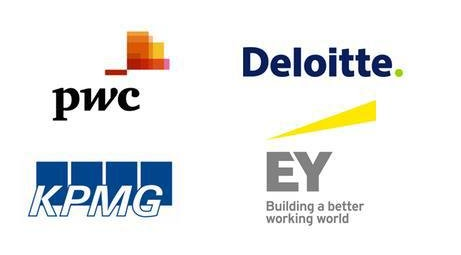 pwc
Deloitte.
KPMG
EY
Building a better
working world